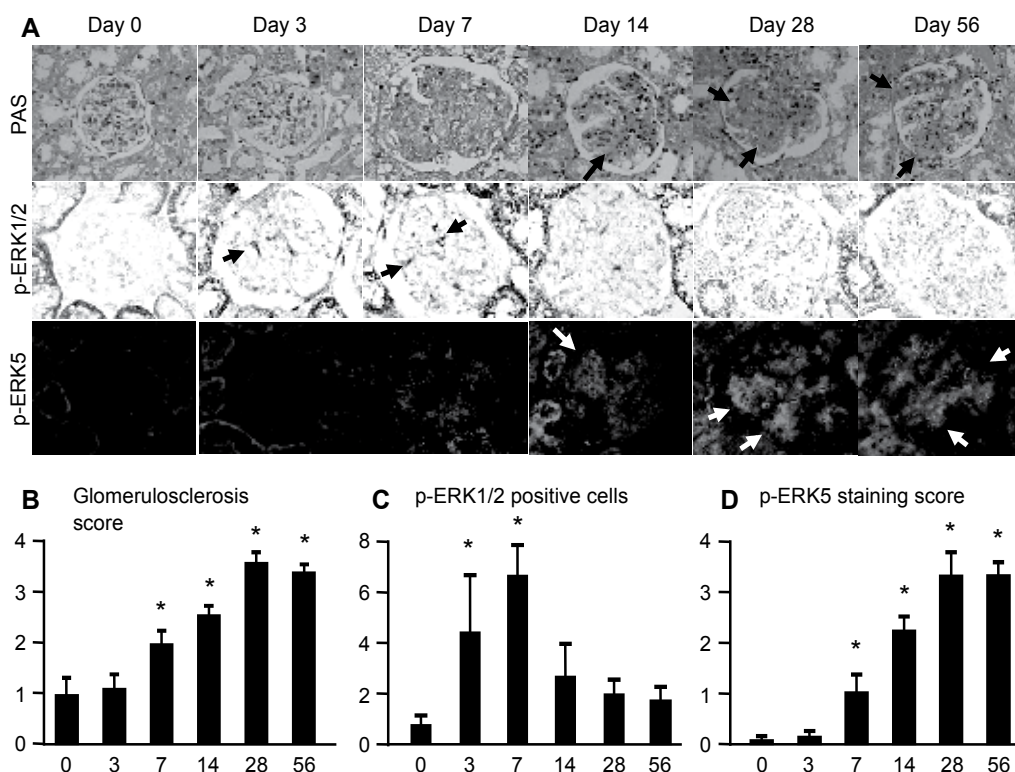 A
Day 0 Day 3 Day 7 Day 14 Day 28 Day 56
PAS
p-ERK1/2
p-ERK5
B Glomerulosclerosis
score
4
3
2
1
0
0 3 7 14 28 56
* * * *
C p-ERK1/2 positive cells
8
6
4
2
0
0 3 7 14 28 56
* *
D p-ERK5 staining score
4
3
2
1
0
0 3 7 14 28 56
* * * *